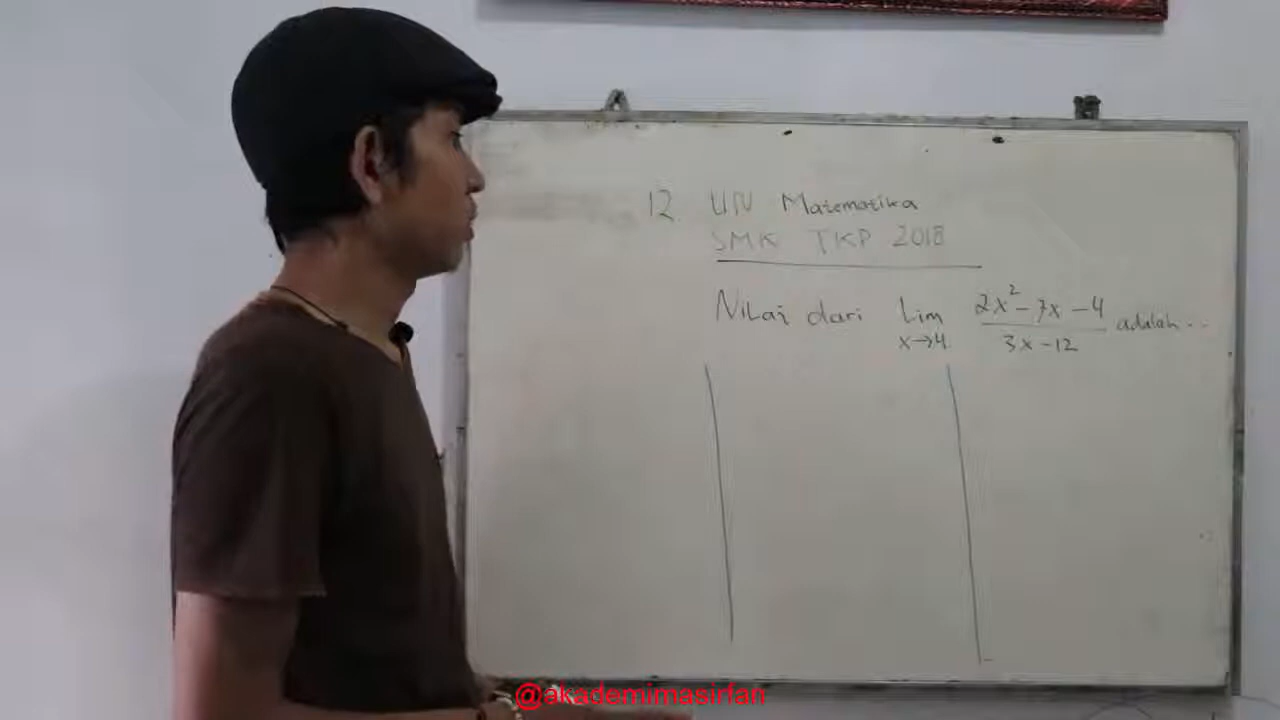 12. UN Matematika
SMK TKP 2018
Nilai dari Lim x→4 2x² - 7x - 4 / 3x - 12 adalah...
@akademimasirfan